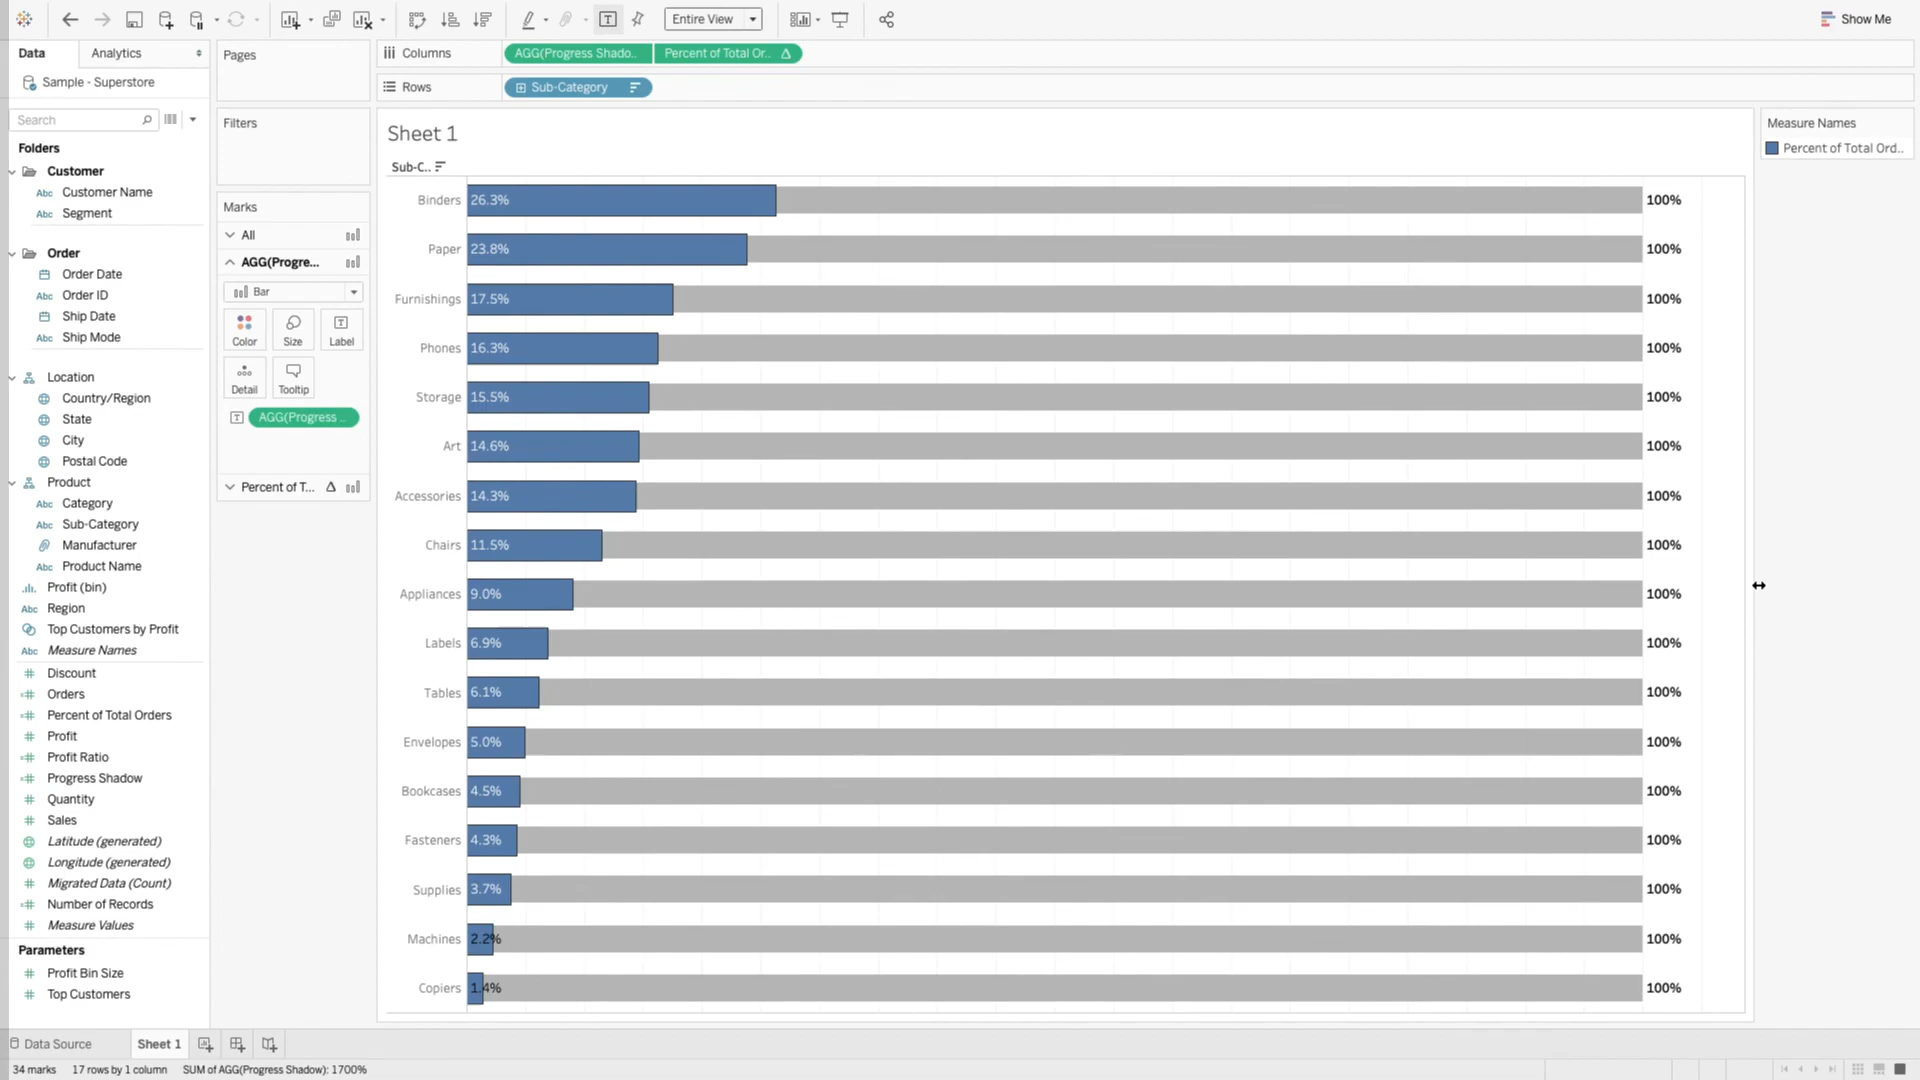 Entire View
Show Me
Data
Analytics
Sample - Superstore
Search
Folders
Customer
Abc Customer Name
Abc Segment
Order
Order Date
Abc Order ID
Ship Date
Abc Ship Mode
Location
Country/Region
State
City
Postal Code
Product
Abc Category
Abc Sub-Category
Manufacturer
Abc Product Name
Profit (bin)
Abc Region
Top Customers by Profit
Abc Measure Names
Discount
Orders
Percent of Total Orders
Profit
Profit Ratio
Progress Shadow
Quantity
Sales
Latitude (generated)
Longitude (generated)
Migrated Data (Count)
Number of Records
Measure Values
Parameters
Profit Bin Size
Top Customers
Pages
Filters
Marks
All
AGG(Progre...
Bar
Color
Size
Label
Detail
Tooltip
AGG(Progress ..
Percent of T...
Columns
AGG(Progress Shado..
Percent of Total Or..
Rows
Sub-Category
Sheet 1
Sub-C..
Binders 26.3% 100%
Paper 23.8% 100%
Furnishings 17.5% 100%
Phones 16.3% 100%
Storage 15.5% 100%
Art 14.6% 100%
Accessories 14.3% 100%
Chairs 11.5% 100%
Appliances 9.0% 100%
Labels 6.9% 100%
Tables 6.1% 100%
Envelopes 5.0% 100%
Bookcases 4.5% 100%
Fasteners 4.3% 100%
Supplies 3.7% 100%
Machines 2.2% 100%
Copiers 1.4% 100%
Measure Names
Percent of Total Ord..
Data Source
Sheet 1
34 marks
17 rows by 1 column
SUM of AGG(Progress Shadow): 1700%